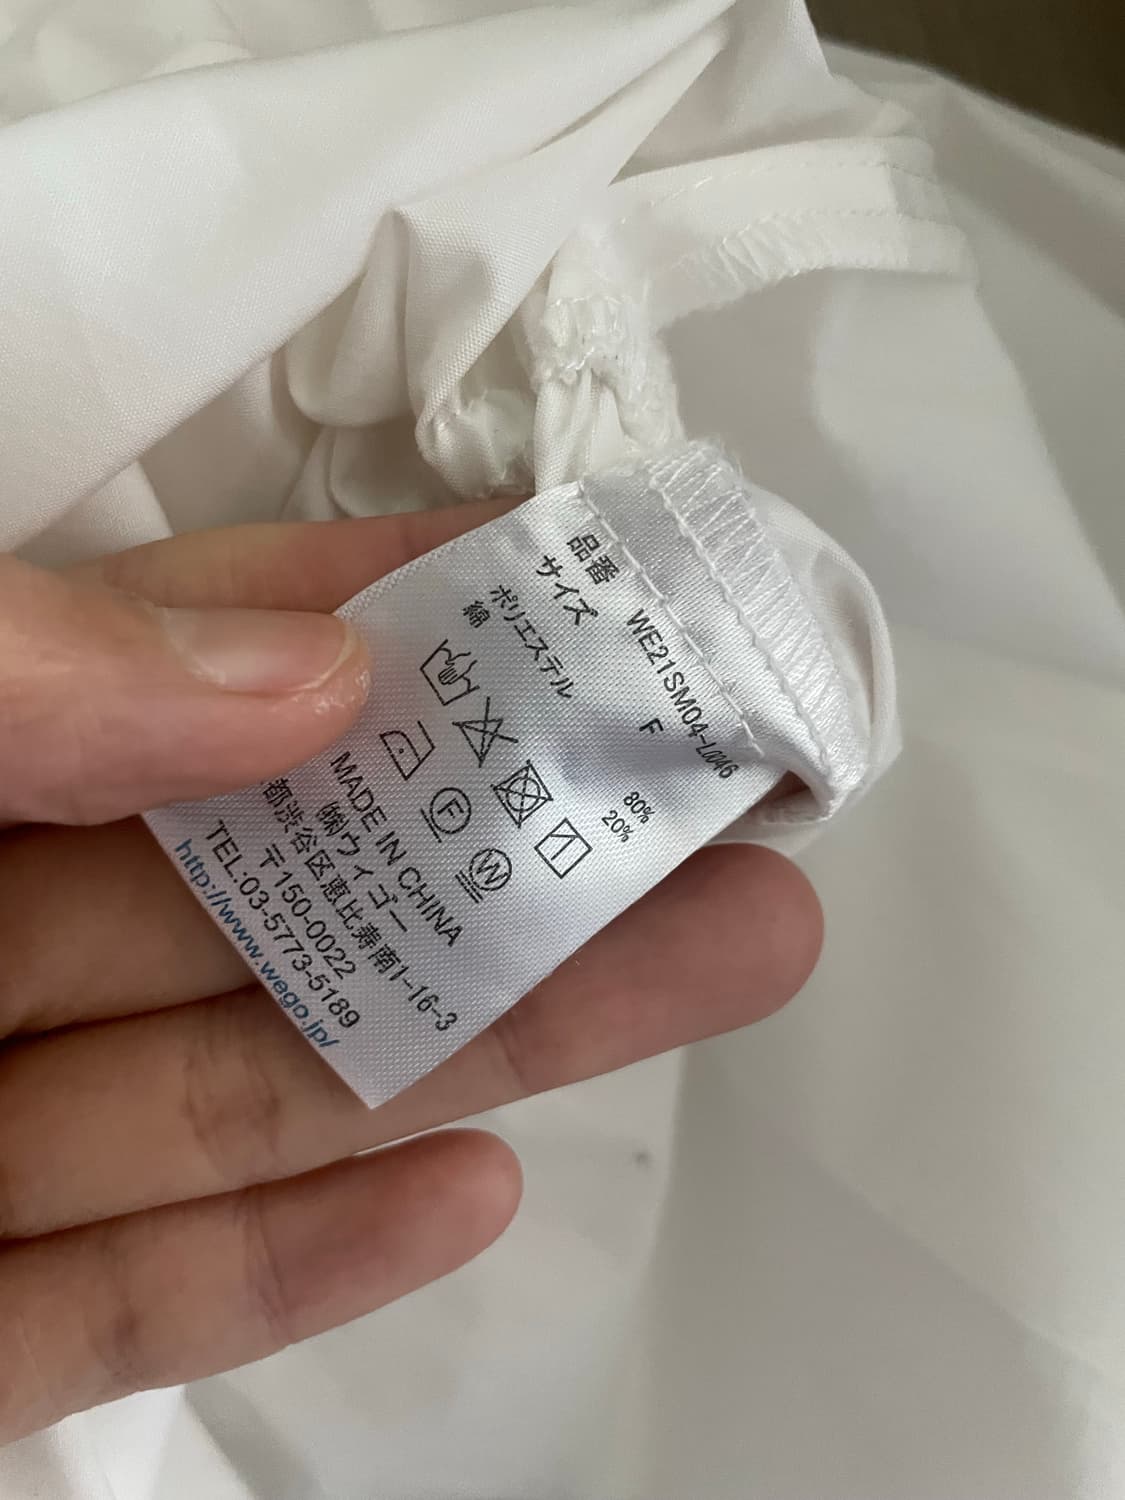 品番 WE21SM04-L0046
サイズ F
ポリエステル 80%
綿 20%
F
W
MADE IN CHINA
㈱ウィゴー
都渋谷区恵比寿南1-16-3
〒150-0022
TEL:03-5773-5189
http://www.wego.jp/